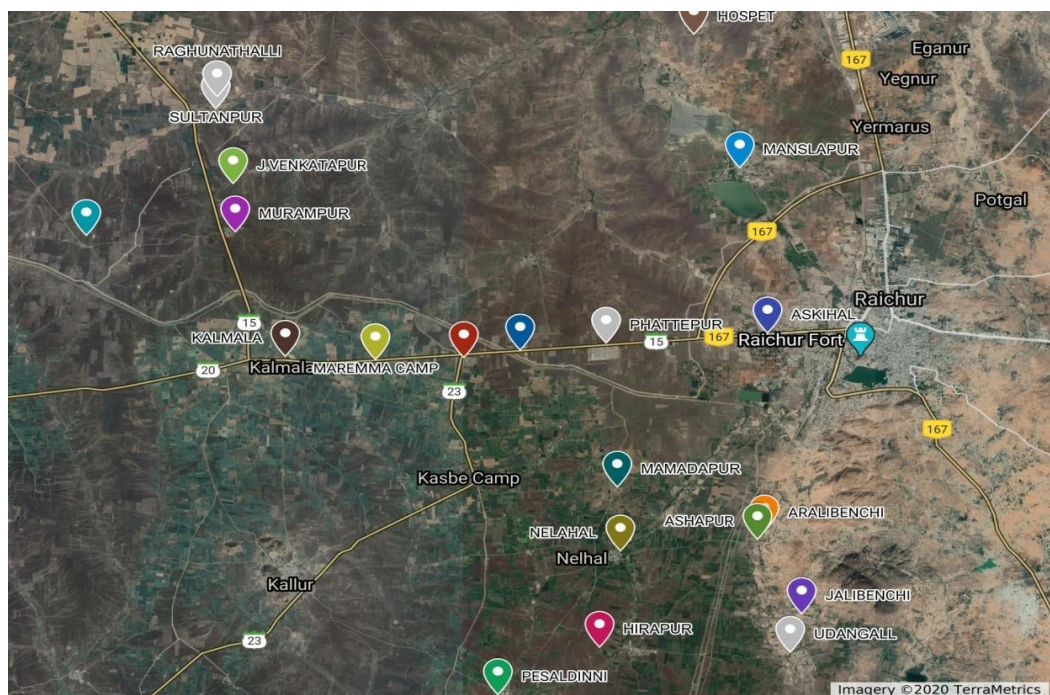 HOSPET
167
Eganur
RAGHUNATHALLI
Yegnur
SULTANPUR
Yermarus
MANSLAPUR
J.VENKATAPUR
Potgal
MURAMPUR
167
Raichur
ASKIHAL
PHATTEPUR
15
KALMALA
15
167
Raichur Fort
Kalmala
MAREMMA CAMP
20
23
167
MAMADAPUR
Kasbe Camp
ARALIBENCHI
ASHAPUR
NELAHAL
Nelhal
Kallur
JALIBENCHI
HIRAPUR
UDANGALL
23
PESALDINNI
Imagery ©2020 TerraMetrics